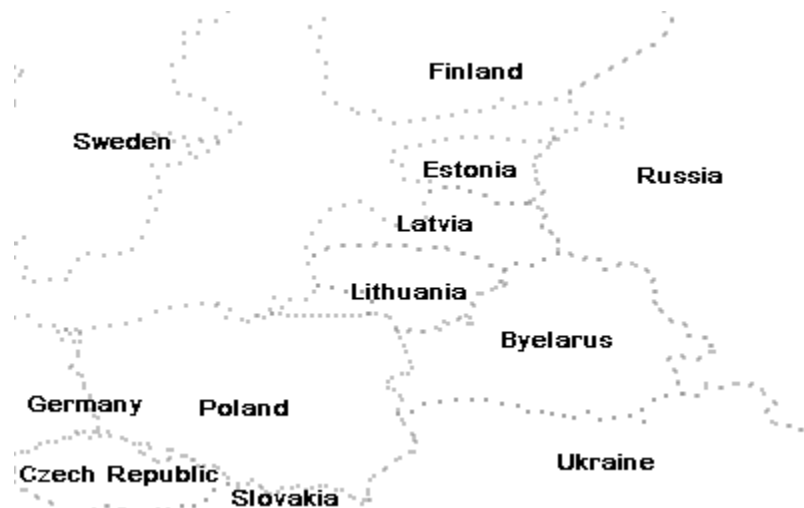 Finland
Sweden
Estonia
Russia
Latvia
Lithuania
Byelarus
Germany
Poland
Ukraine
Czech Republic
Slovakia